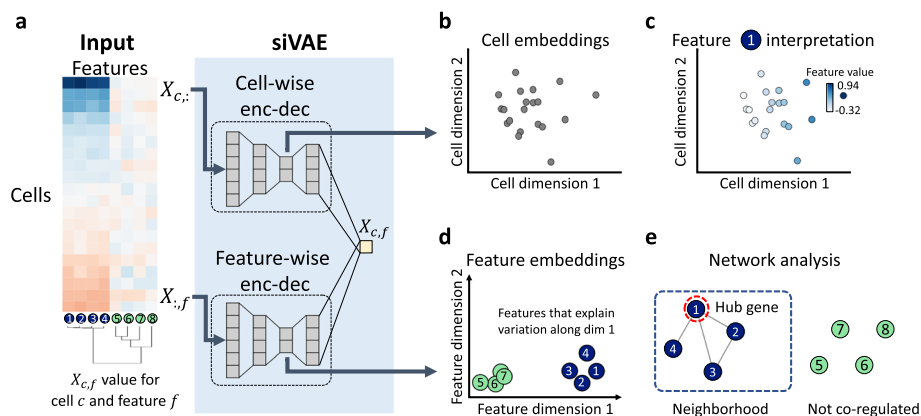 a
Input
Features
Cells
1 2 3 4 5 6 7 8
X_{c,f} value for
cell c and feature f
siVAE
X_{c,:}
Cell-wise
enc-dec
X_{c,f}
Feature-wise
enc-dec
X_{:,f}
b
Cell embeddings
Cell dimension 2
Cell dimension 1
c
Feature 1 interpretation
Feature value
0.94
-0.32
Cell dimension 2
Cell dimension 1
d
Feature embeddings
Feature dimension 2
Features that explain
variation along dim 1
5 6 7
4
3 1
2
Feature dimension 1
e
Network analysis
1 Hub gene
2
4
3
Neighborhood
7 8
5 6
Not co-regulated